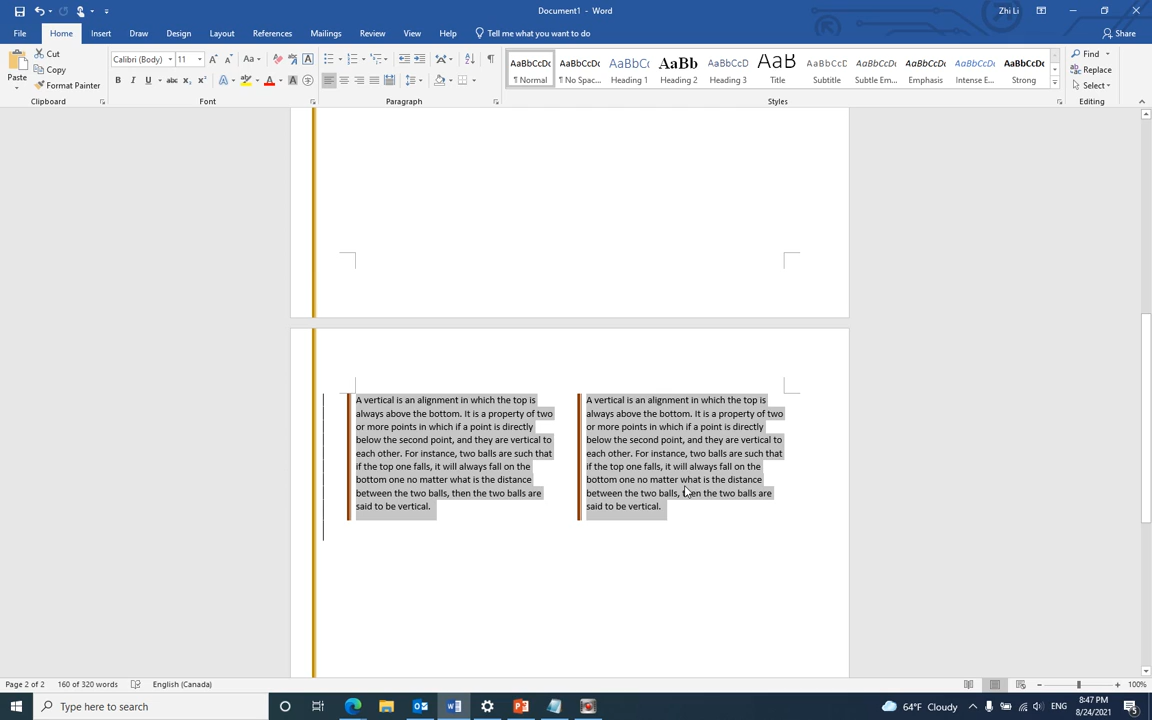 Document1 - Word
Zhi Li
File Home Insert Draw Design Layout References Mailings Review View Help Tell me what you want to do Share
Paste
Cut
Copy
Format Painter
Clipboard
Calibri (Body) 11
Font
Paragraph
AaBbCcDc ¶ Normal
AaBbCcDc ¶ No Spac...
AaBbC( Heading 1
AaBb Heading 2
AaBbCcD Heading 3
AaB Title
AaBbCcD Subtitle
AaBbCcDt Subtle Em...
AaBbCcDt Emphasis
AaBbCcDt Intense E...
AaBbCcDc Strong
Styles
Find
Replace
Select
Editing
A vertical is an alignment in which the top is
always above the bottom. It is a property of two
or more points in which if a point is directly
below the second point, and they are vertical to
each other. For instance, two balls are such that
if the top one falls, it will always fall on the
bottom one no matter what is the distance
between the two balls, then the two balls are
said to be vertical.
A vertical is an alignment in which the top is
always above the bottom. It is a property of two
or more points in which if a point is directly
below the second point, and they are vertical to
each other. For instance, two balls are such that
if the top one falls, it will always fall on the
bottom one no matter what is the distance
between the two balls, then the two balls are
said to be vertical.
Page 2 of 2 160 of 320 words English (Canada) 100%
Type here to search
64°F Cloudy
ENG
8:47 PM
8/24/2021
5